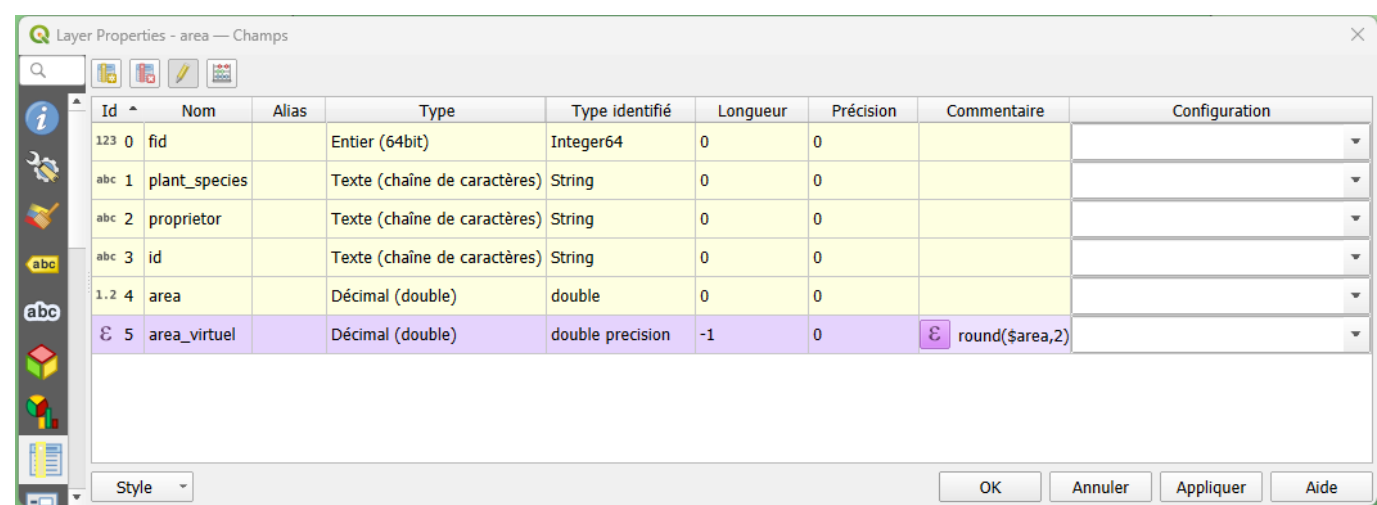 Layer Properties - area — Champs
Id Nom Alias Type Type identifié Longueur Précision Commentaire Configuration
123 0 fid Entier (64bit) Integer64 0 0
abc 1 plant_species Texte (chaîne de caractères) String 0 0
abc 2 proprietor Texte (chaîne de caractères) String 0 0
abc 3 id Texte (chaîne de caractères) String 0 0
1.2 4 area Décimal (double) double 0 0
ε 5 area_virtuel Décimal (double) double precision -1 0 ε round($area,2)
abc
abc
Style OK Annuler Appliquer Aide